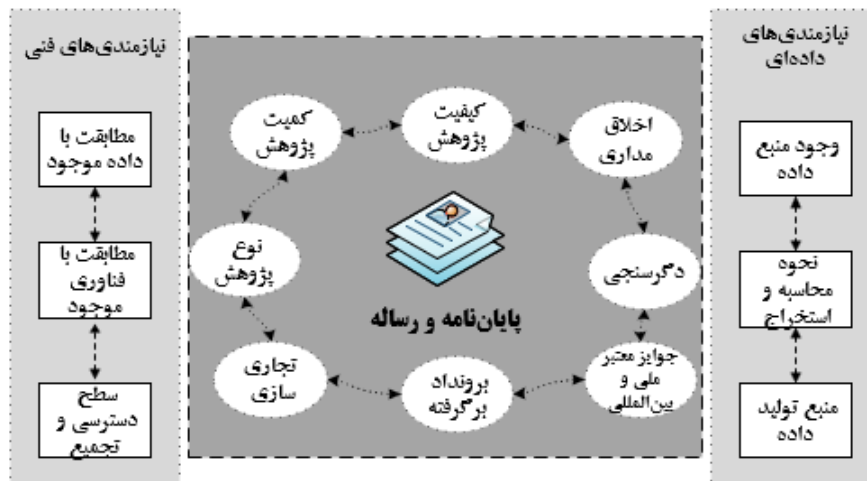 نیازمندی‌های
داده‌ای
وجود منبع
داده
نحوه
محاسبه و
استخراج
منبع تولید
داده
اخلاق
مداری
کیفیت
پژوهش
کمیت
پژوهش
نوع
پژوهش
تجاری
سازی
برونداد
برگرفته
جوایز معتبر
ملی و
بین‌المللی
دگرسنجی
پایان‌نامه و رساله
نیازمندی‌های فنی
مطابقت با
داده موجود
مطابقت با
فناوری
موجود
سطح
دسترسی و
تجمیع